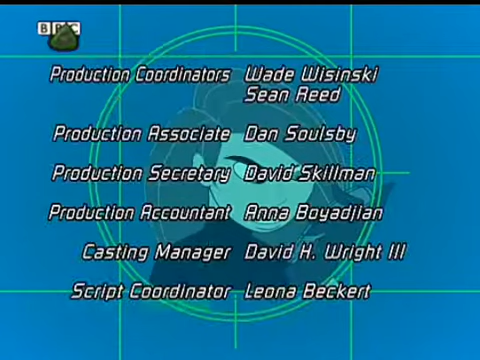 BBC
Production Coordinators Wade Wisinski
Sean Reed
Production Associate Dan Soulsby
Production Secretary David Skillman
Production Accountant Anna Boyadjian
Casting Manager David H. Wright III
Script Coordinator Leona Beckert